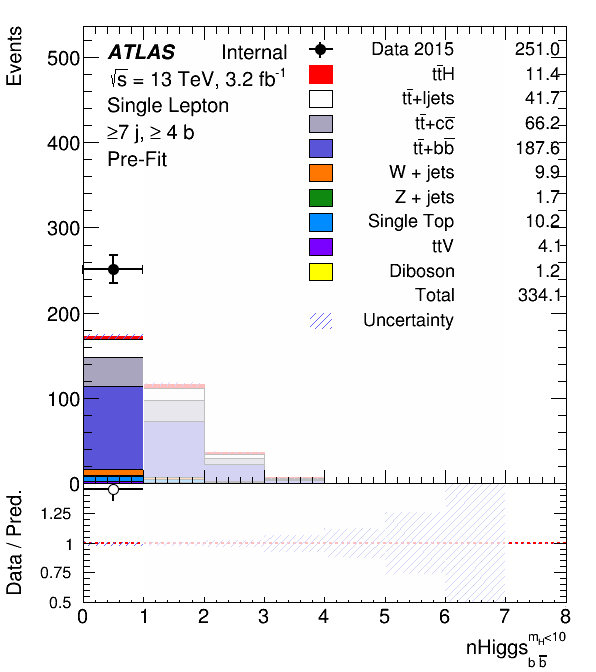 Events
ATLAS Internal
√s = 13 TeV, 3.2 fb⁻¹
Single Lepton
≥7 j, ≥ 4 b
Pre-Fit
Data 2015 251.0
tt̄H 11.4
tt̄+ljets 41.7
tt̄+cc̄ 66.2
tt̄+bb̄ 187.6
W + jets 9.9
Z + jets 1.7
Single Top 10.2
ttV 4.1
Diboson 1.2
Total 334.1
Uncertainty
500
400
300
200
100
0
Data / Pred.
1.25
1
0.75
0.5
0 1 2 3 4 5 6 7 8
nHiggs_{b b̄}^{m_H<10}